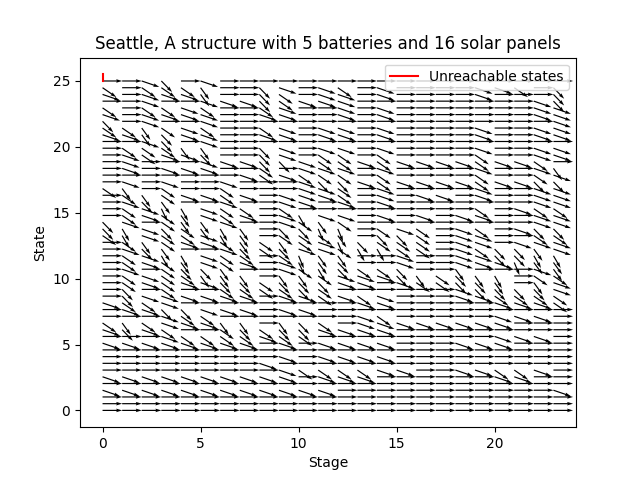 Seattle, A structure with 5 batteries and 16 solar panels
Unreachable states
25
20
15
10
5
0
State
0 5 10 15 20
Stage